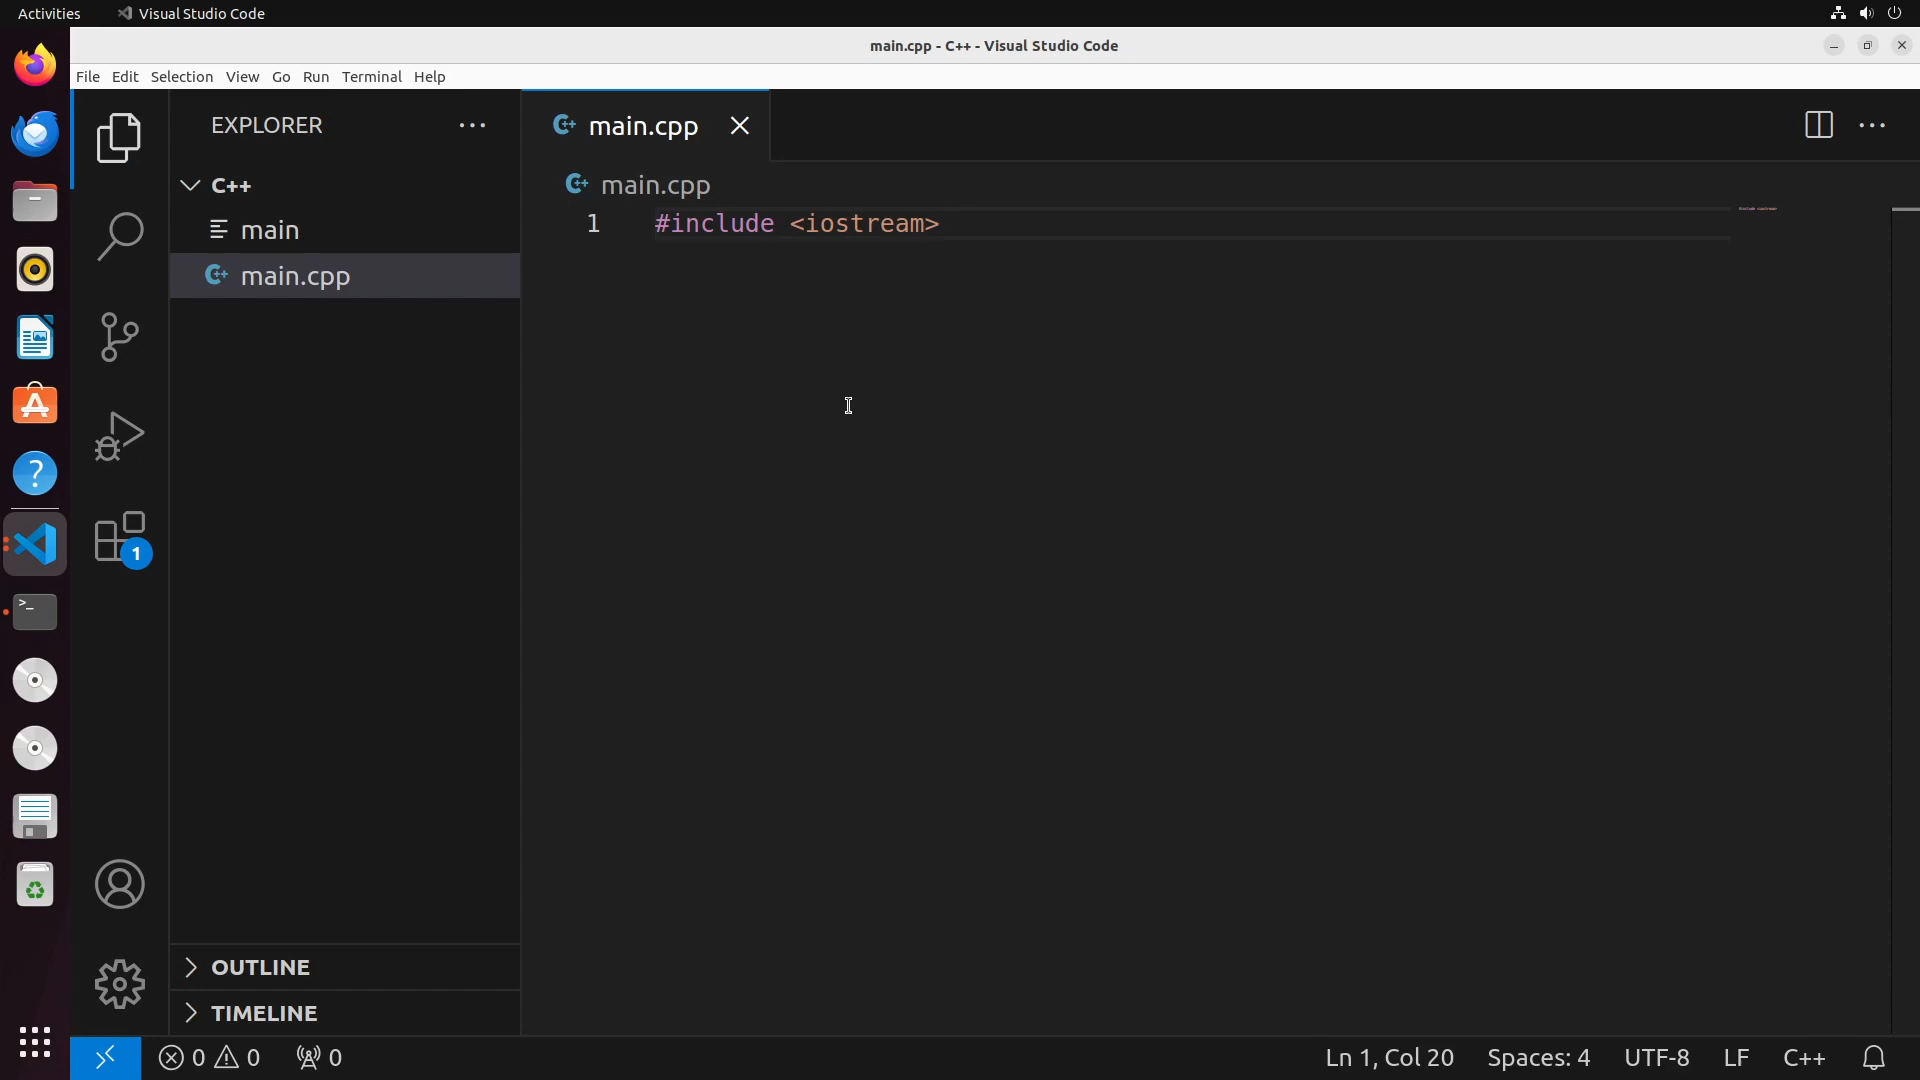 Activities Visual Studio Code
main.cpp - C++ - Visual Studio Code
File Edit Selection View Go Run Terminal Help
EXPLORER
main.cpp
C++
main.cpp
main
1 #include <iostream>
main.cpp
1
OUTLINE
TIMELINE
0 0 0
Ln 1, Col 20 Spaces: 4 UTF-8 LF C++